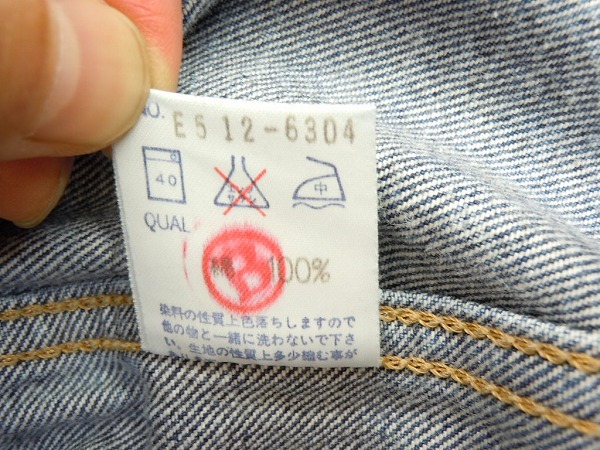 NO.
E512-6304
40
中
QUAL
B
綿 100%
染料の性質上色落ちしますので
他の物と一緒に洗わないで下さ
い。生地の性質上多少縮む事が